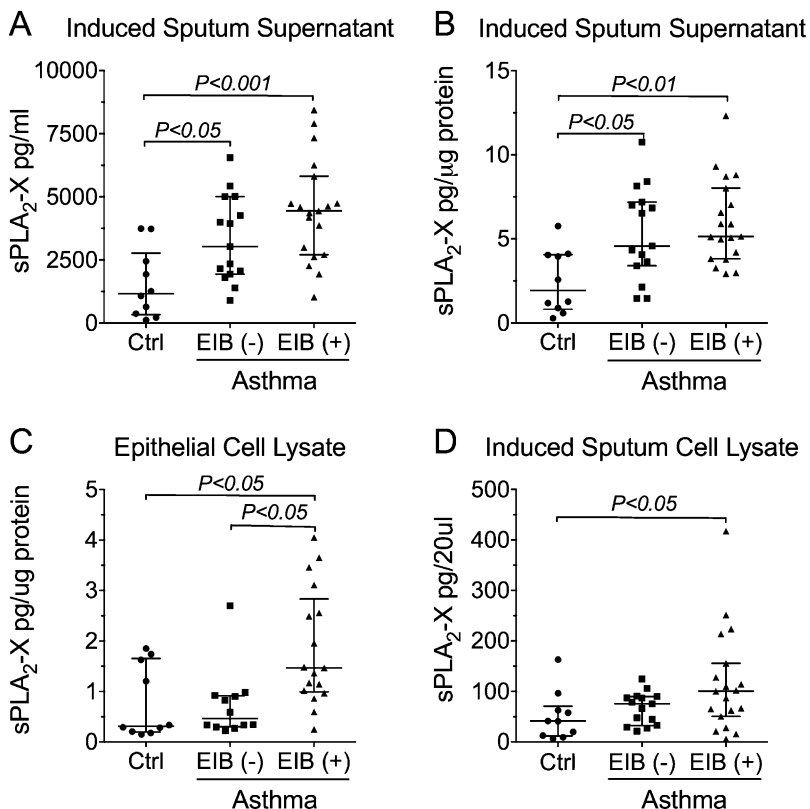 A Induced Sputum Supernatant
sPLA2-X pg/ml
10000
7500
5000
2500
0
P<0.001
P<0.05
Ctrl EIB (-) EIB (+)
Asthma
B Induced Sputum Supernatant
sPLA2-X pg/µg protein
15
10
5
0
P<0.01
P<0.05
Ctrl EIB (-) EIB (+)
Asthma
C Epithelial Cell Lysate
sPLA2-X pg/ug protein
5
4
3
2
1
0
P<0.05
P<0.05
Ctrl EIB (-) EIB (+)
Asthma
D Induced Sputum Cell Lysate
sPLA2-X pg/20ul
500
400
300
200
100
0
P<0.05
Ctrl EIB (-) EIB (+)
Asthma